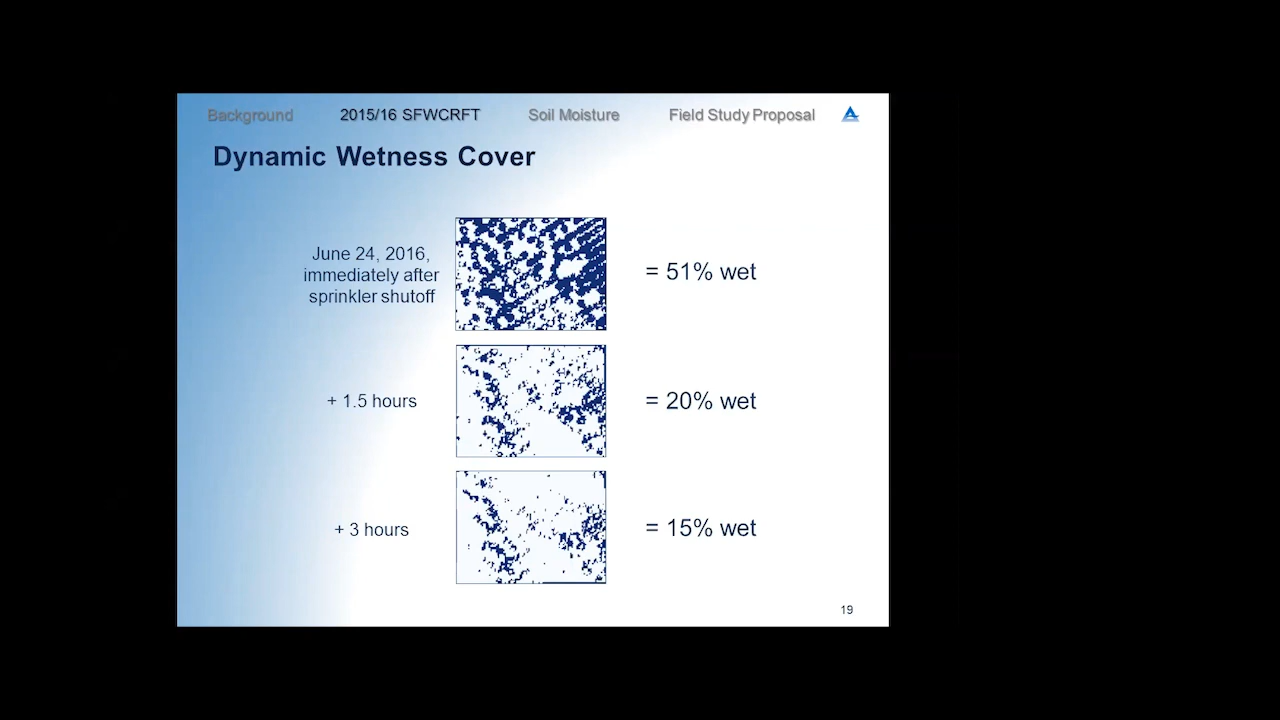 Background 2015/16 SFWCRFT Soil Moisture Field Study Proposal
Dynamic Wetness Cover
June 24, 2016,
immediately after
sprinkler shutoff
= 51% wet
+ 1.5 hours
= 20% wet
+ 3 hours
= 15% wet
19